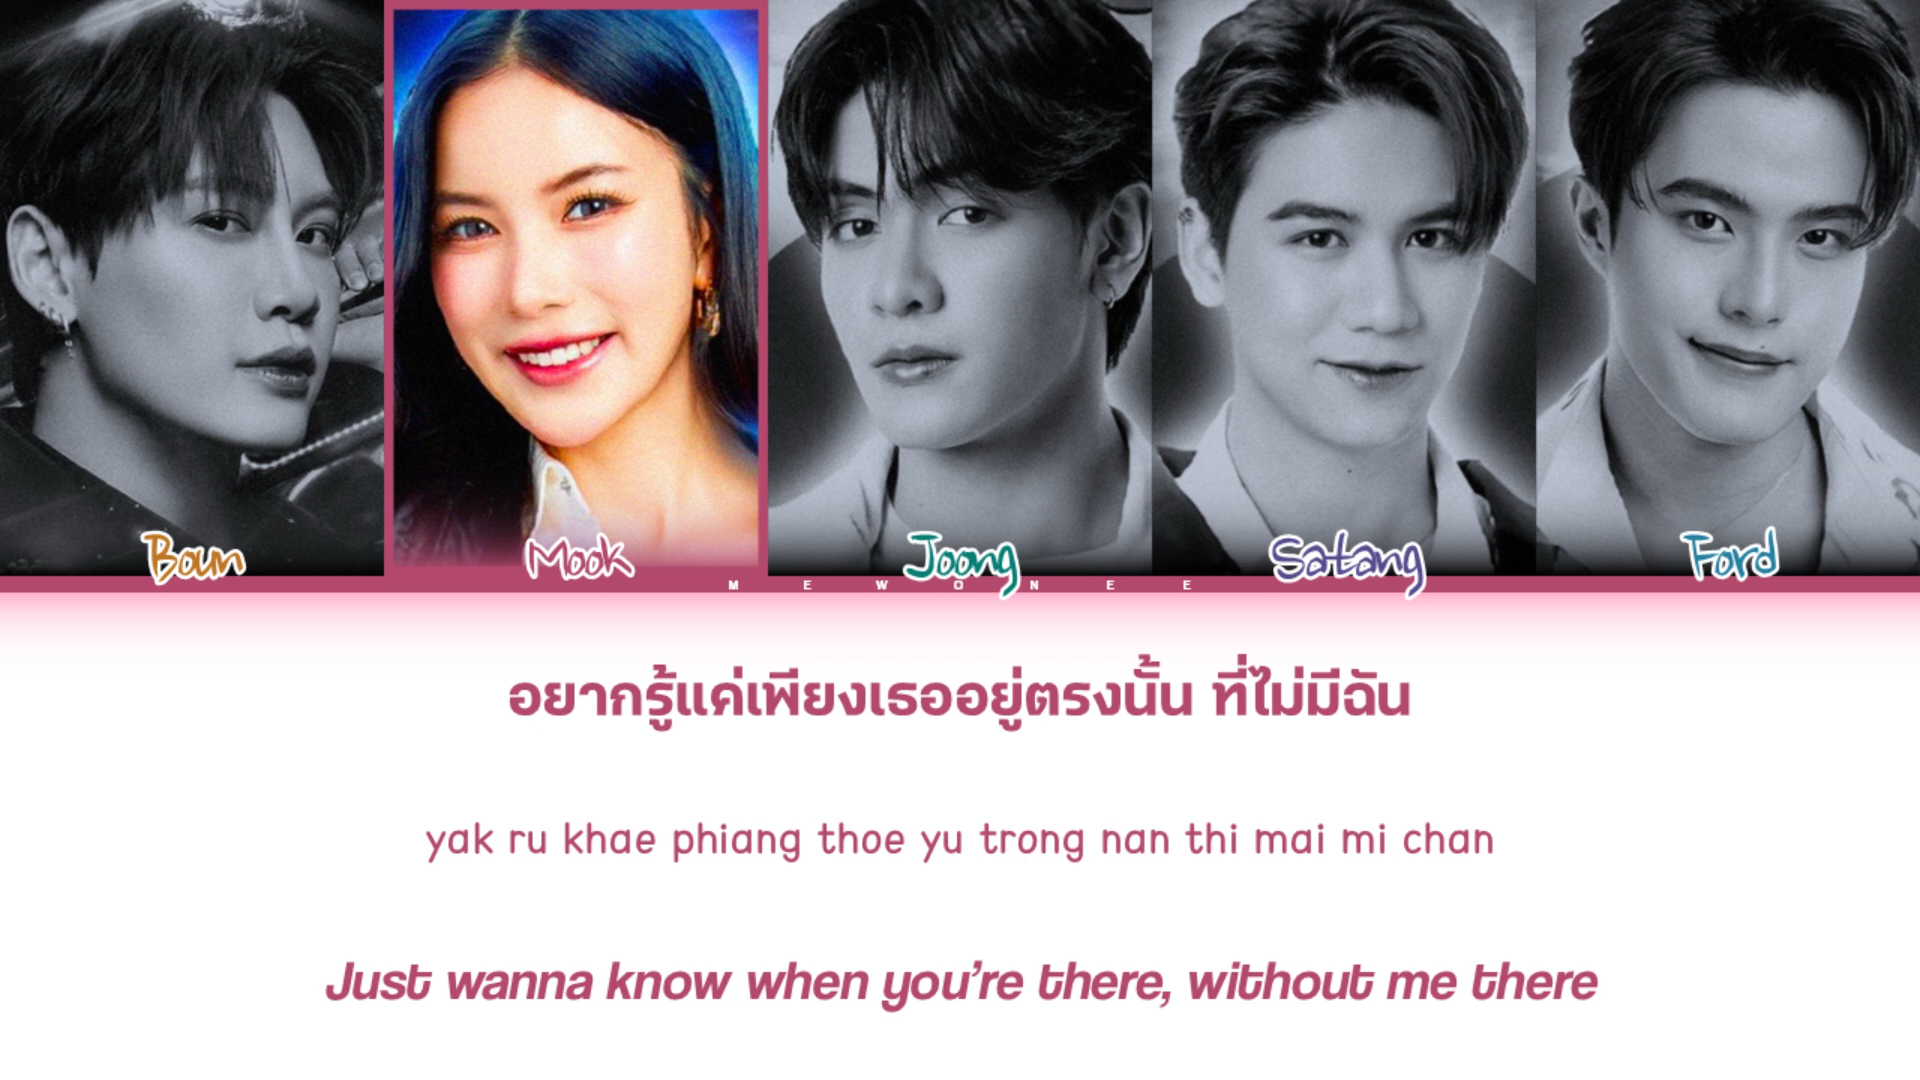 Boun
Mook
Joong
Satang
Ford
MEWONEE
อยากรู้แค่เพียงเธออยู่ตรงนั้น ที่ไม่มีฉัน
yak ru khae phiang thoe yu trong nan thi mai mi chan
Just wanna know when you're there, without me there